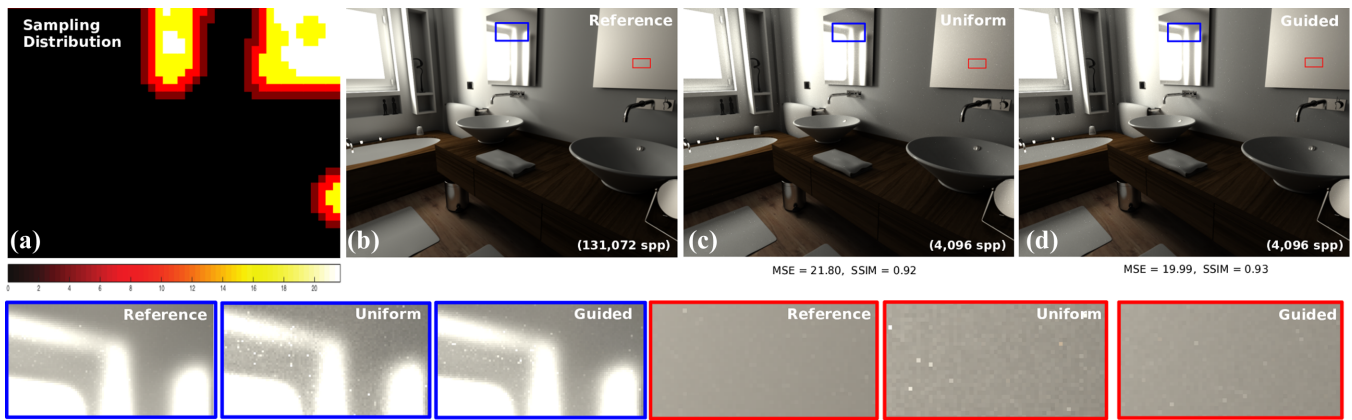 Sampling
Distribution
Reference
Uniform
Guided
(a)
(b)
(131,072 spp)
(c)
(4,096 spp)
(d)
(4,096 spp)
0 2 4 6 8 10 12 14 16 18 20
MSE = 21.80, SSIM = 0.92
MSE = 19.99, SSIM = 0.93
Reference
Uniform
Guided
Reference
Uniform
Guided